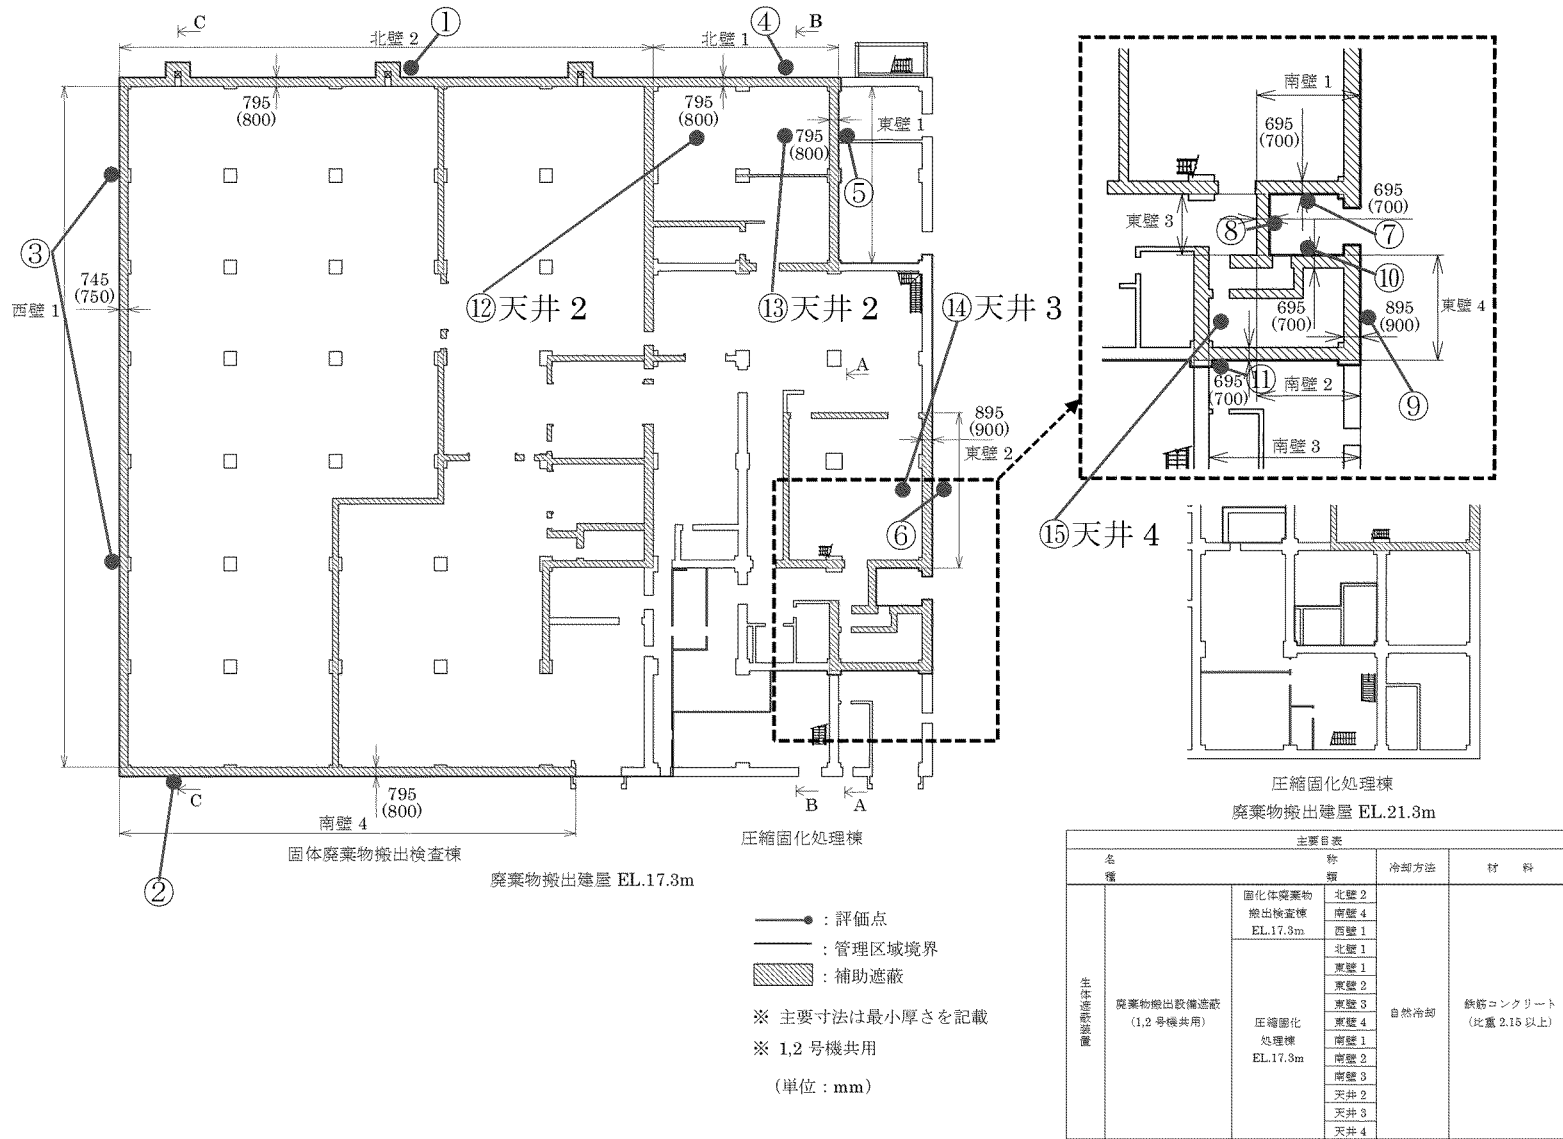 C
①
④
B
北壁 2
北壁 1
795
(800)
795
(800)
795
(800)
東壁 1
⑤
③
745
(750)
西壁 1
⑫天井 2
⑬天井 2
⑭天井 3
A
895
(900)
東壁 2
⑥
C
795
(800)
南壁 4
B
A
圧縮固化処理棟
固体廃棄物搬出検査棟
②
廃棄物搬出建屋 EL.17.3m
南壁 1
695
(700)
695
(700)
東壁 3
⑧
⑦
⑩
695
(700)
895
(900)
東壁 4
695
(700)
⑪
南壁 2
⑨
南壁 3
⑮天井 4
圧縮固化処理棟
廃棄物搬出建屋 EL.21.3m
：評価点
：管理区域境界
：補助遮蔽
※ 主要寸法は最小厚さを記載
※ 1,2 号機共用
（単位：mm）
主要目表
名 称
種 類
冷却方法
材 料
生体遮蔽装置
廃棄物搬出設備遮蔽
(1,2 号機共用)
固化体廃棄物
搬出検査棟
EL.17.3m
北壁 2
南壁 4
西壁 1
圧縮固化
処理棟
EL.17.3m
北壁 1
東壁 1
東壁 2
東壁 3
東壁 4
南壁 1
南壁 2
南壁 3
天井 2
天井 3
天井 4
自然冷却
鉄筋コンクリート
(比重 2.15 以上)